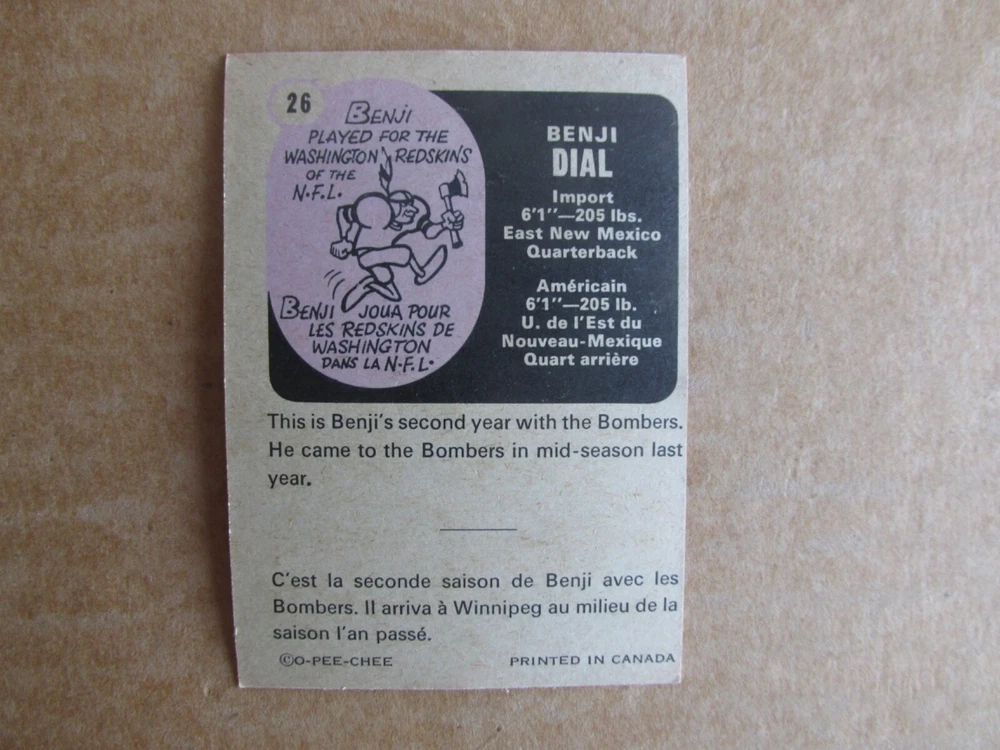 26
BENJI
PLAYED FOR THE
WASHINGTON REDSKINS
OF THE
N.F.L.
BENJI JOUA POUR
LES REDSKINS DE
WASHINGTON
DANS LA N.F.L.
BENJI
DIAL
Import
6'1''—205 lbs.
East New Mexico
Quarterback
Américain
6'1''—205 lb.
U. de l'Est du
Nouveau-Mexique
Quart arrière
This is Benji's second year with the Bombers.
He came to the Bombers in mid-season last
year.
C'est la seconde saison de Benji avec les
Bombers. Il arriva à Winnipeg au milieu de la
saison l'an passé.
©O-PEE-CHEE PRINTED IN CANADA